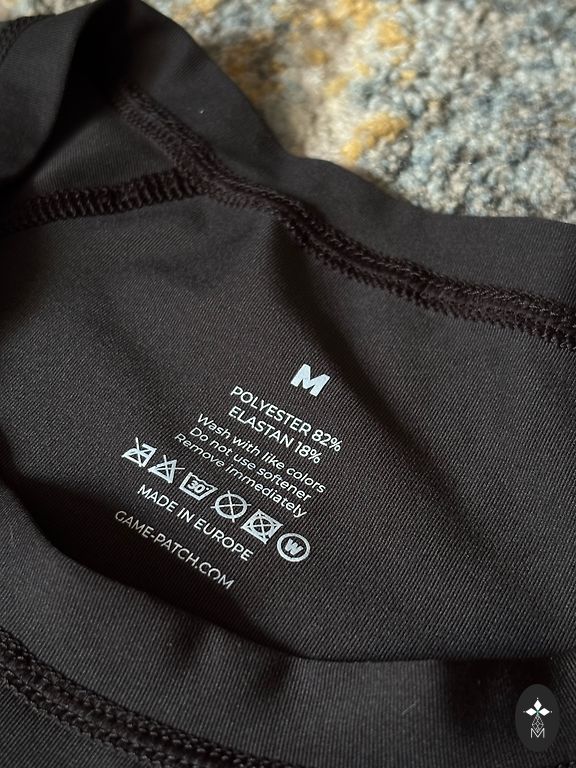 M
POLYESTER 82%
ELASTAN 18%
Wash with like colors
Do not use softener
Remove immediately
30°
W
MADE IN EUROPE
GAME-PATCH.COM
M